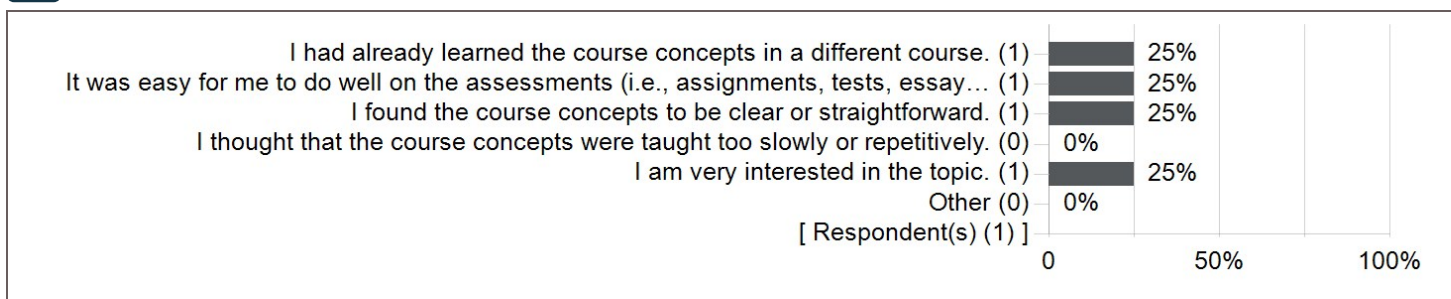 I had already learned the course concepts in a different course. (1) 25%
It was easy for me to do well on the assessments (i.e., assignments, tests, essay… (1) 25%
I found the course concepts to be clear or straightforward. (1) 25%
I thought that the course concepts were taught too slowly or repetitively. (0) 0%
I am very interested in the topic. (1) 25%
Other (0) 0%
[ Respondent(s) (1) ]
0 50% 100%